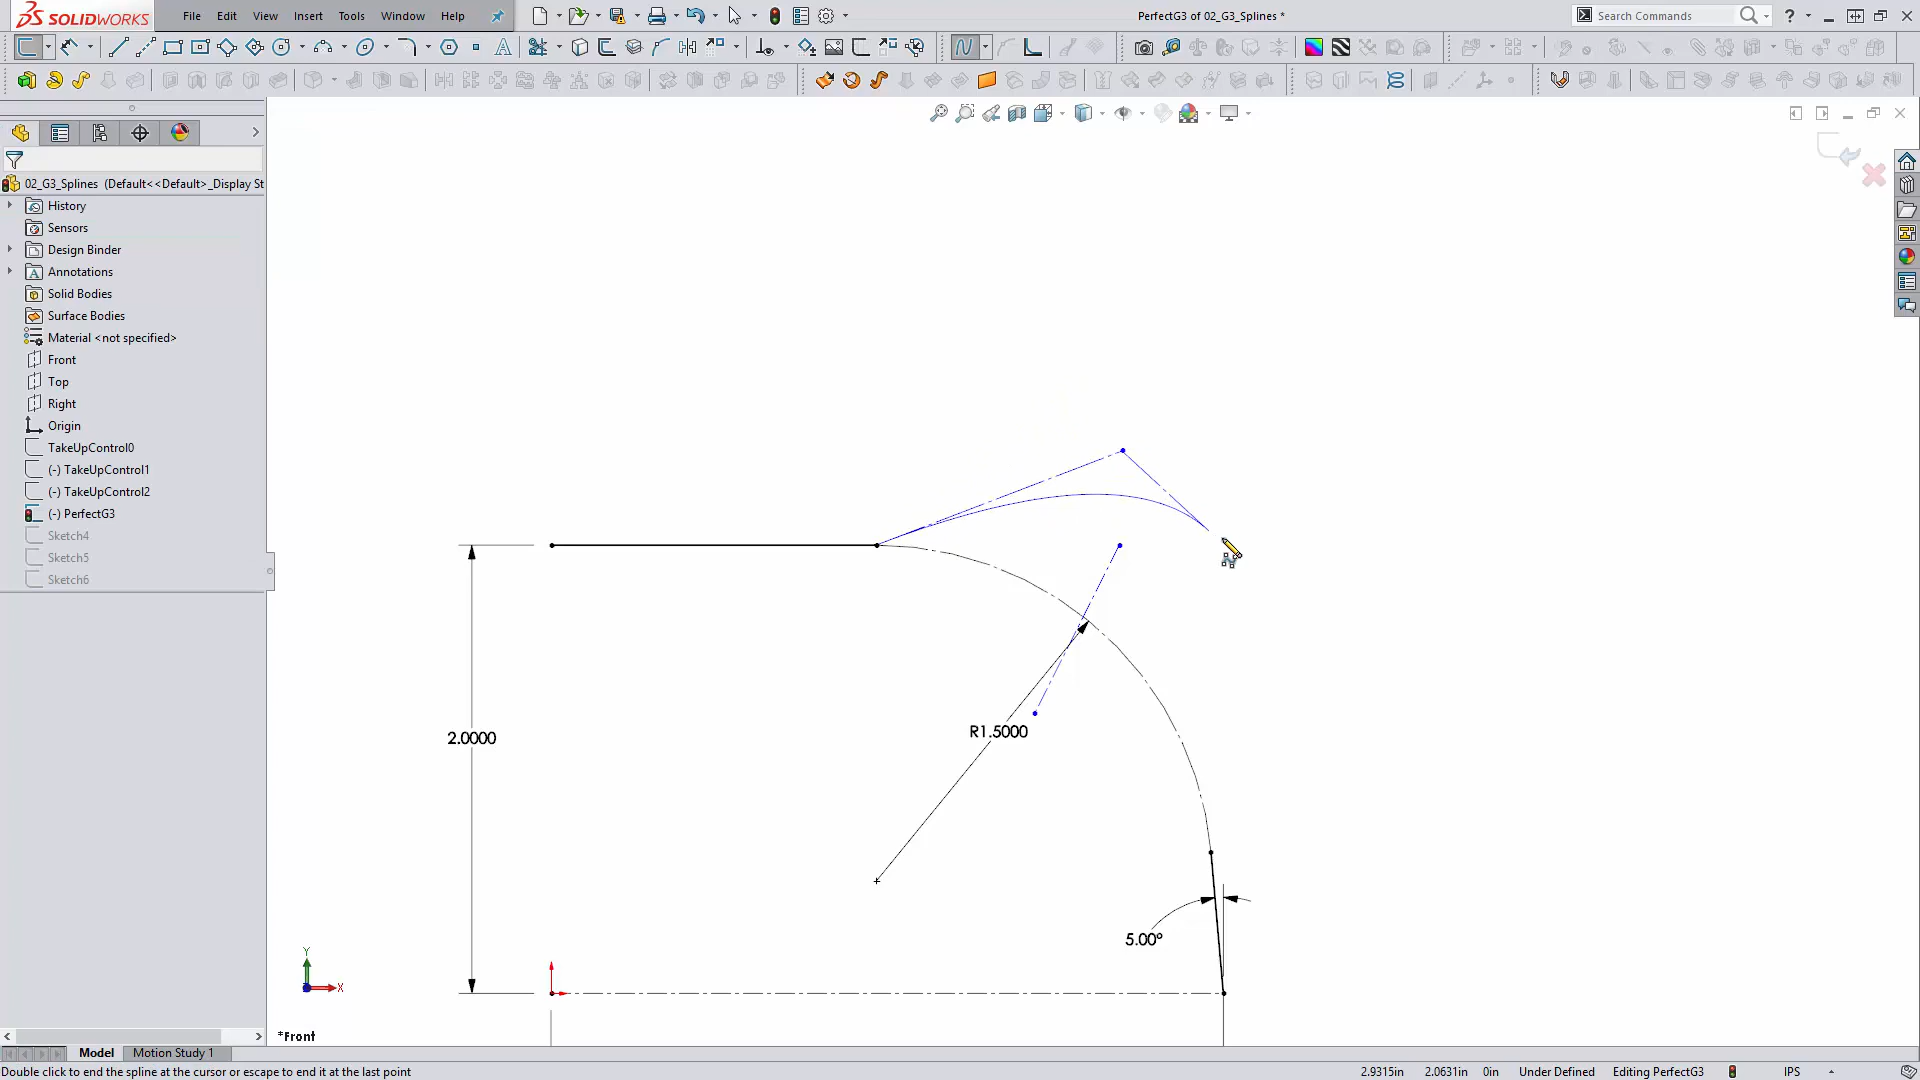 SOLIDWORKS
File Edit View Insert Tools Window Help
PerfectG3 of 02_G3_Splines *
Search Commands
02_G3_Splines (Default<<Default>_Display St
History
Sensors
Design Binder
Annotations
Solid Bodies
Surface Bodies
Material <not specified>
Front
Top
Right
Origin
TakeUpControl0
(-) TakeUpControl1
(-) TakeUpControl2
(-) PerfectG3
Sketch4
Sketch5
Sketch6
2.0000
R1.5000
5.00°
Y
X
*Front
Model
Motion Study 1
Double click to end the spline at the cursor or escape to end it at the last point
2.9315in
2.0631in
0in
Under Defined
Editing PerfectG3
IPS